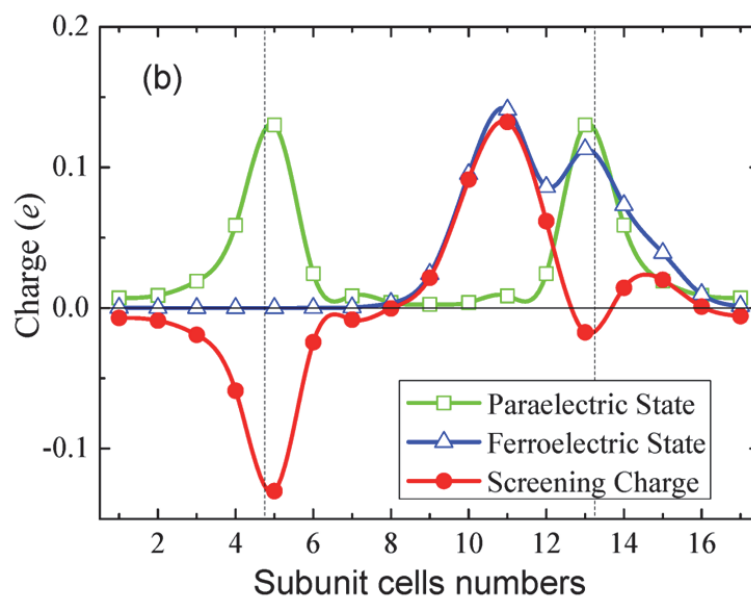 (b)
0.2
0.1
0.0
-0.1
Charge (e)
Paraelectric State
Ferroelectric State
Screening Charge
2 4 6 8 10 12 14 16
Subunit cells numbers